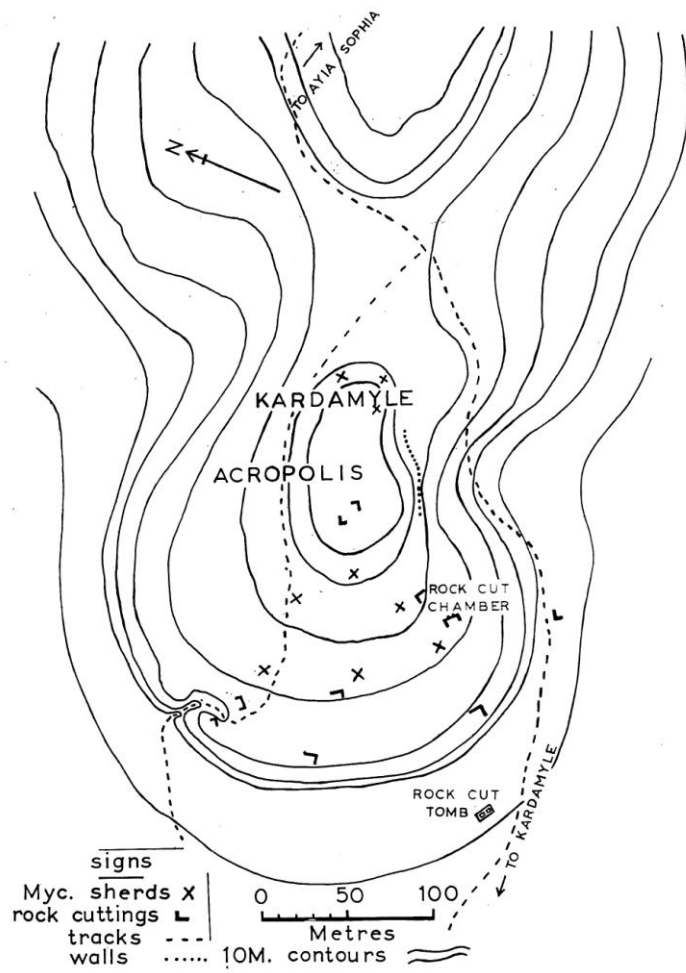 TO AYIA SOPHIA
N
KARDAMYLE
ACROPOLIS
ROCK CUT
CHAMBER
ROCK CUT
TOMB
TO KARDAMYLE
signs
Myc. sherds X
rock cuttings
tracks
walls
0 50 100
Metres
10M. contours